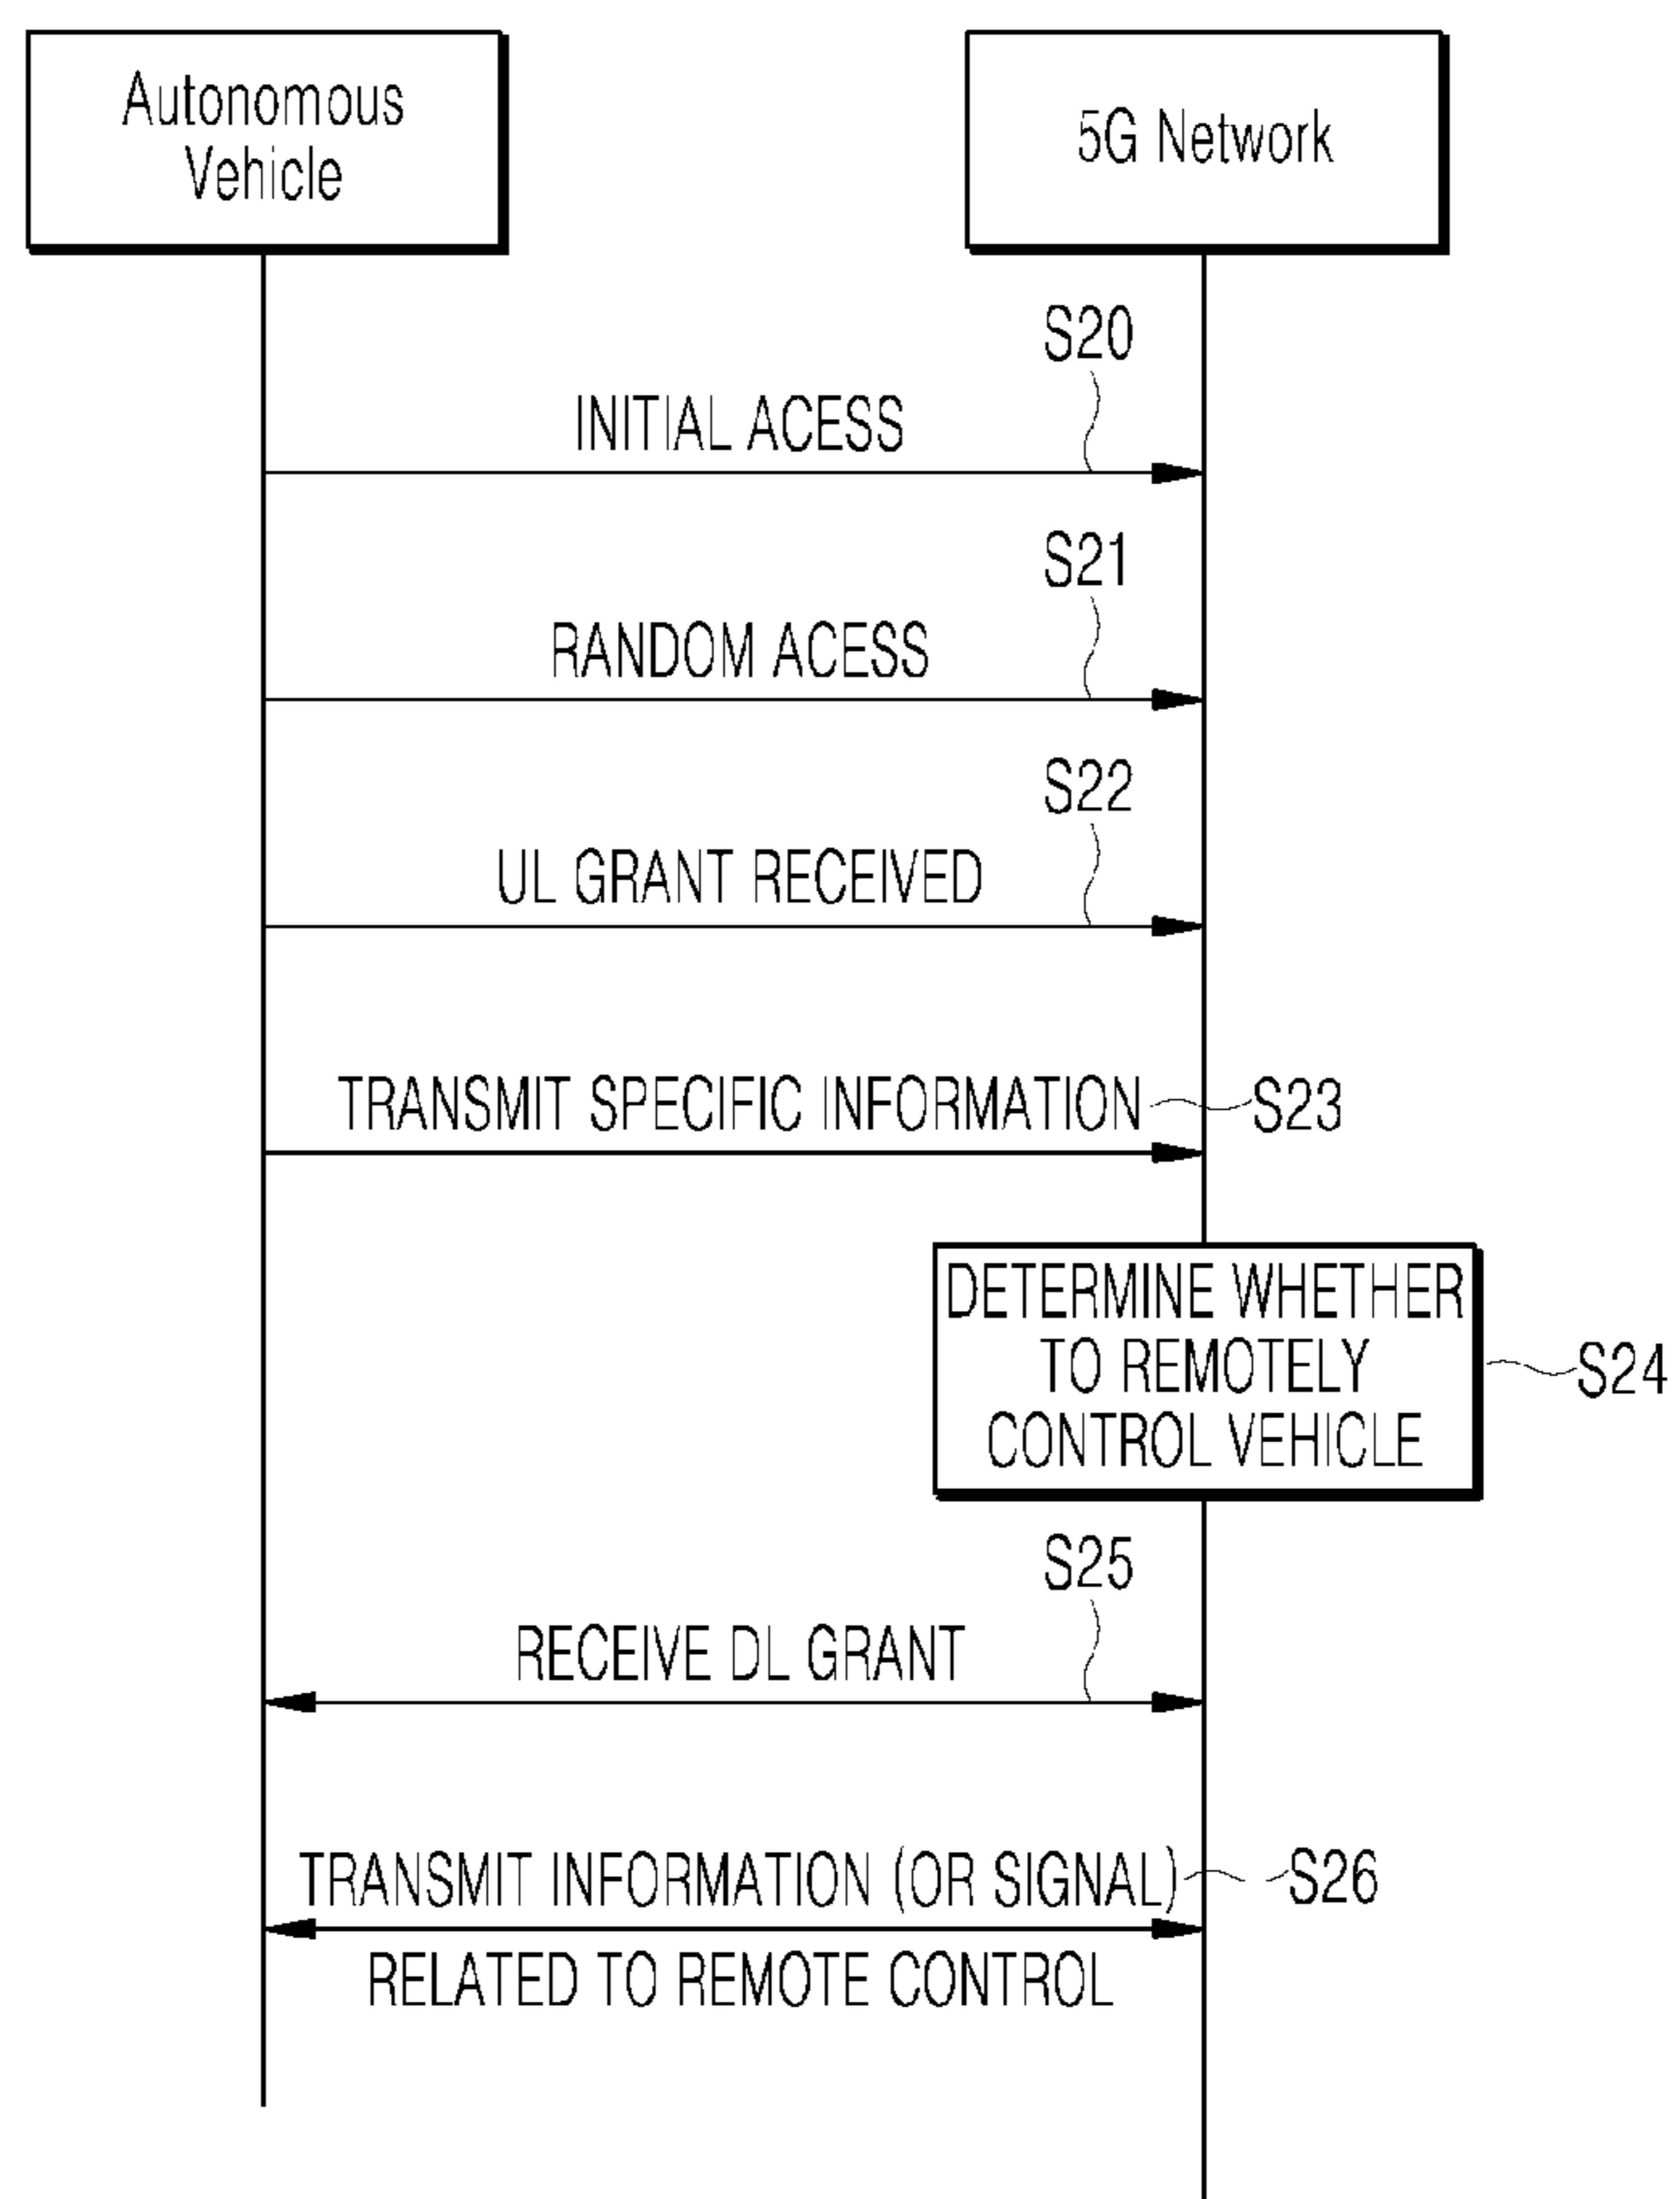 Autonomous
Vehicle
5G Network
S20
INITIAL ACESS
S21
RANDOM ACESS
S22
UL GRANT RECEIVED
TRANSMIT SPECIFIC INFORMATION
S23
DETERMINE WHETHER
TO REMOTELY
CONTROL VEHICLE
S24
S25
RECEIVE DL GRANT
TRANSMIT INFORMATION (OR SIGNAL)
S26
RELATED TO REMOTE CONTROL